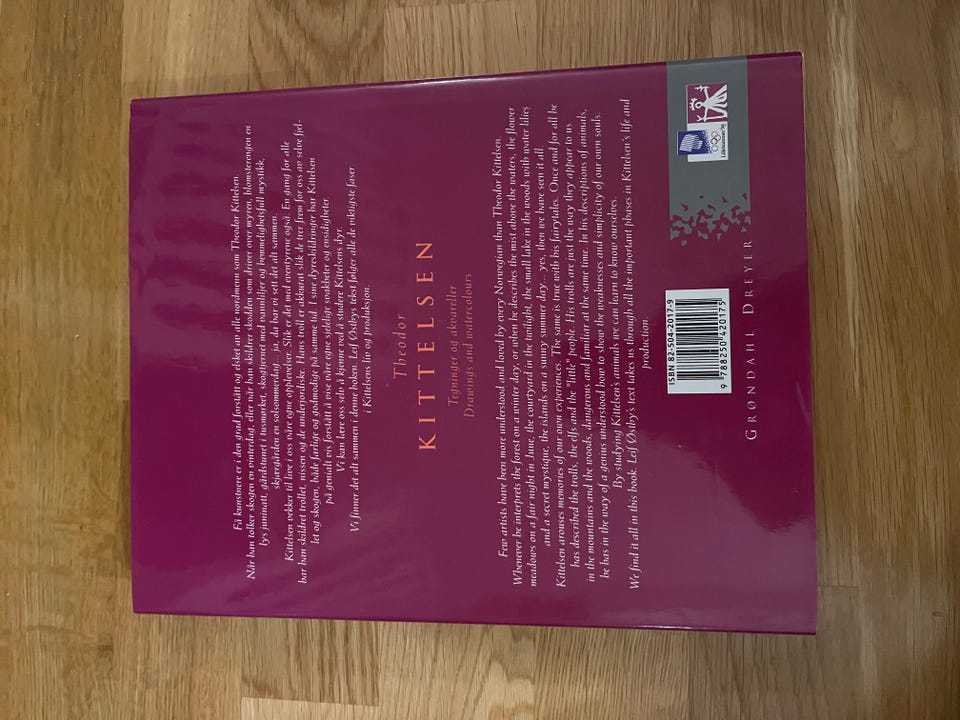 Få kunstnere er i den grad forstått og elsket av alle nordmenn som Theodor Kittelsen.
Når han tolker skogen en vinterdag, eller når han skildrer skodden som driver over myren, blomsterengen en
lys juninatt, gårdstunet i tussmørket, skogtjernet med vannliljer og hemmelighetsfull mystikk,
skjærgården en solsommerdag – ja, da har vi sett det alt sammen.
Kittelsen vekker til live i oss våre egne opplevelser. Slik er det med eventyrene også. En gang for alle
har han skildret trollet, nissen og de underjordiske. Hans troll er akkurat slik de trer frem for oss av selve fjel-
let og skogen, både farlige og godmodige på samme tid. I sine dyreskildringer har Kittelsen
på genialt vis forstått å vise våre egne sjelelige svakheter og ensidigheter.
Vi kan lære oss selv å kjenne ved å studere Kittelsens dyr.
Vi finner det alt sammen i denne boken. Leif Østbys tekst følger alle de viktigste faser
i Kittelsens liv og produksjon.
Theodor
KITTELSEN
Tegninger og akvareller
Drawings and watercolours
Few artists have been more understood and loved by every Norwegian than Theodor Kittelsen.
Whenever he interprets the forest on a winter day, or when he describes the mist above the waters, the flower
meadows on a fair night in June, the courtyard in the twilight, the small lake in the woods with water lilies
and a secret mystique, the islands on a sunny summer day – yes, then we have seen it all.
Kittelsen arouses memories of our own experiences. The same is true with his fairytales. Once and for all he
has described the trolls, the elfs and the "little" people. His trolls are just the way they appear to us
in the mountains and the woods, dangerous and familiar at the same time. In his descriptions of animals,
he has in the way of a genius understood how to show the weaknesses and simplicity of our own souls.
By studying Kittelsen's animals we can learn to know ourselves.
We find it all in this book. Leif Østby's text takes us through all the important phases in Kittelsen's life and
production.
Lillehammer '94
ISBN 82-504-2017-9
9 788250 420175
GRØNDAHL DREYER